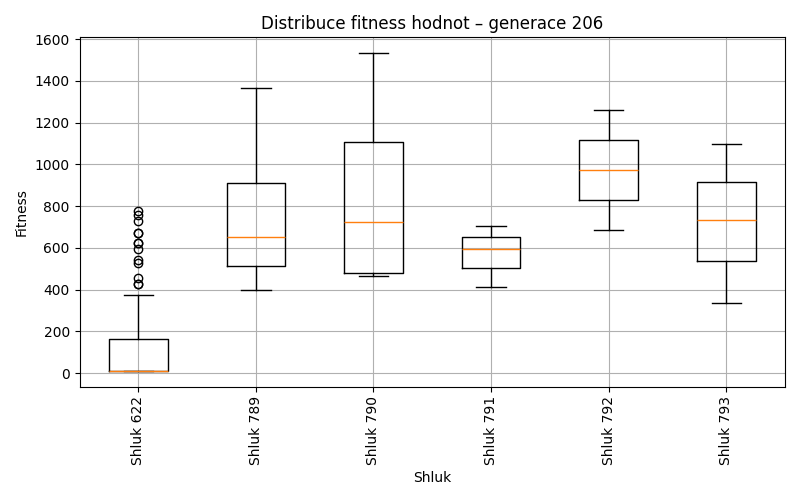 Distribuce fitness hodnot – generace 206
1600
1400
1200
1000
800
600
400
200
0
Fitness
Shluk 622
Shluk 789
Shluk 790
Shluk 791
Shluk 792
Shluk 793
Shluk